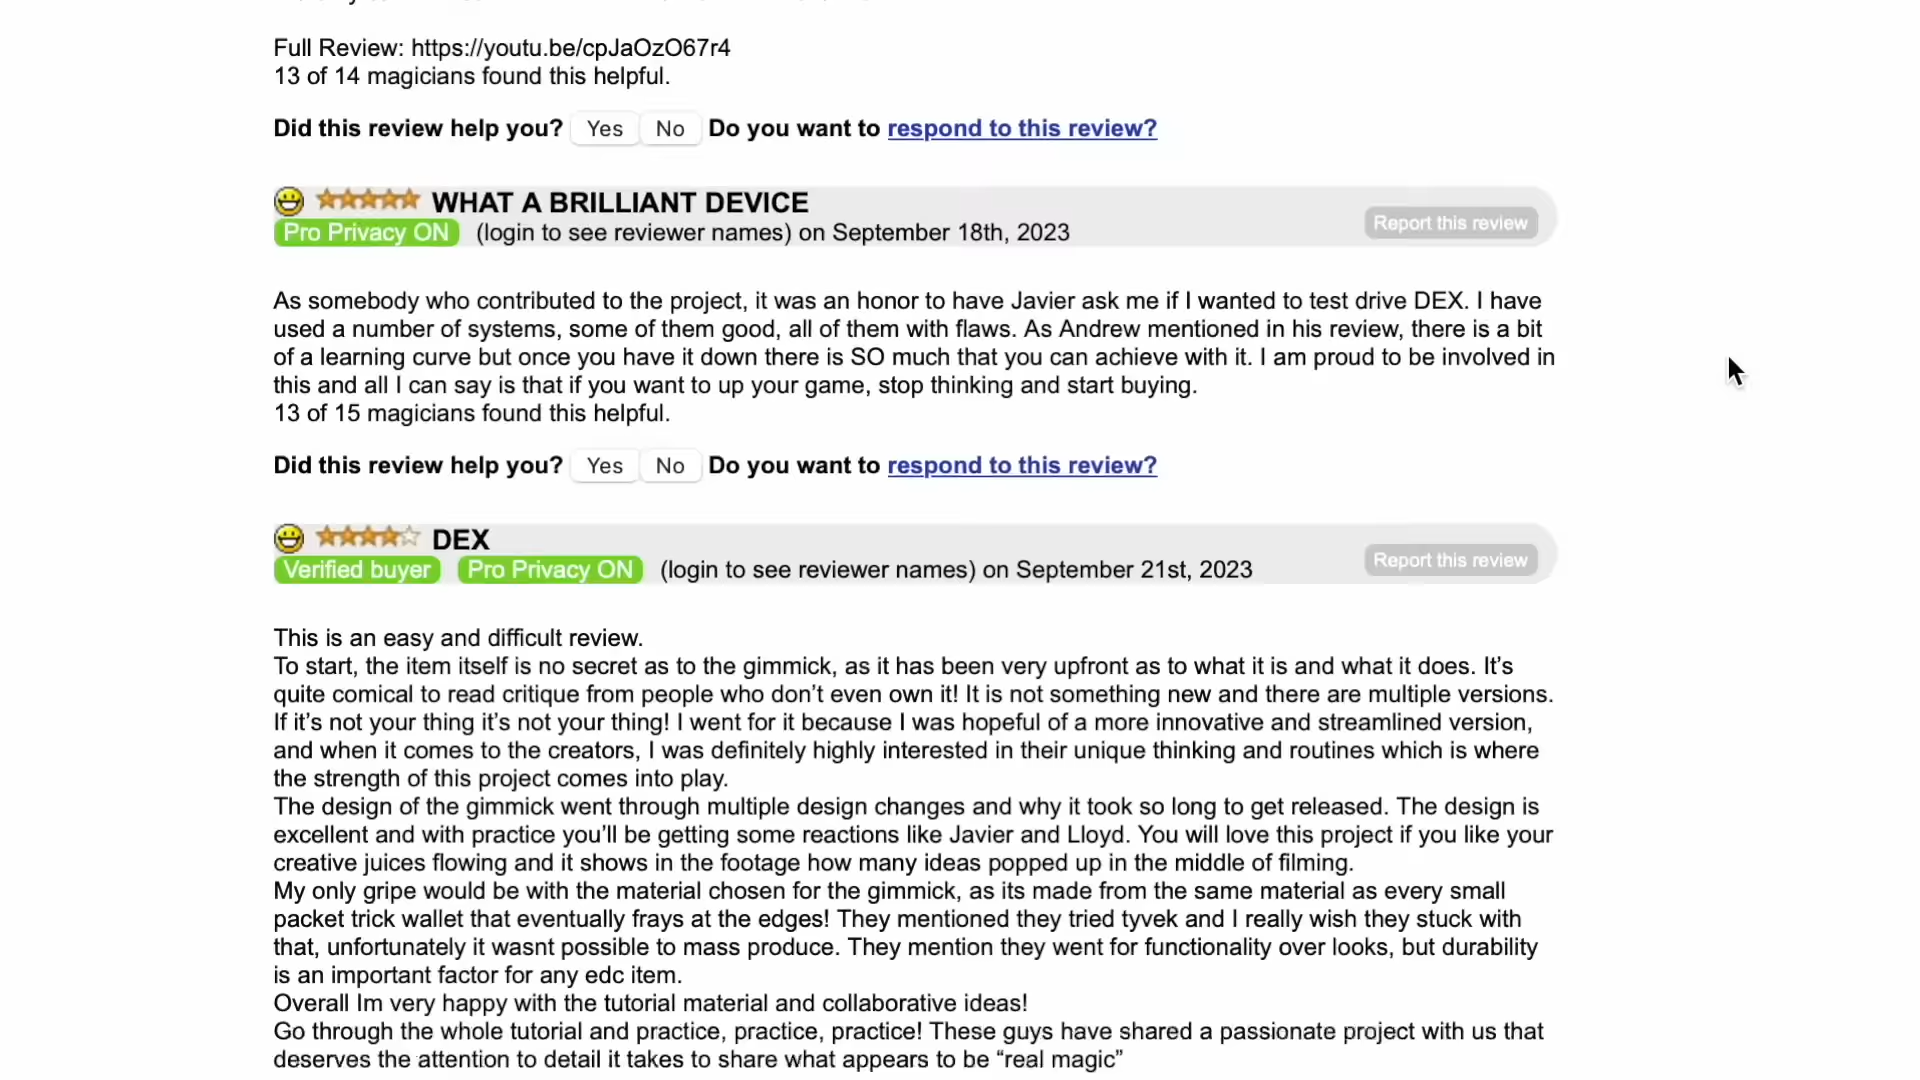 Full Review: https://youtu.be/cpJaOzO67r4
13 of 14 magicians found this helpful.
Did this review help you? Yes No Do you want to respond to this review?
WHAT A BRILLIANT DEVICE
Pro Privacy ON (login to see reviewer names) on September 18th, 2023
Report this review
As somebody who contributed to the project, it was an honor to have Javier ask me if I wanted to test drive DEX. I have
used a number of systems, some of them good, all of them with flaws. As Andrew mentioned in his review, there is a bit
of a learning curve but once you have it down there is SO much that you can achieve with it. I am proud to be involved in
this and all I can say is that if you want to up your game, stop thinking and start buying.
13 of 15 magicians found this helpful.
Did this review help you? Yes No Do you want to respond to this review?
DEX
Verified buyer Pro Privacy ON (login to see reviewer names) on September 21st, 2023
Report this review
This is an easy and difficult review.
To start, the item itself is no secret as to the gimmick, as it has been very upfront as to what it is and what it does. It’s
quite comical to read critique from people who don’t even own it! It is not something new and there are multiple versions.
If it’s not your thing it’s not your thing! I went for it because I was hopeful of a more innovative and streamlined version,
and when it comes to the creators, I was definitely highly interested in their unique thinking and routines which is where
the strength of this project comes into play.
The design of the gimmick went through multiple design changes and why it took so long to get released. The design is
excellent and with practice you’ll be getting some reactions like Javier and Lloyd. You will love this project if you like your
creative juices flowing and it shows in the footage how many ideas popped up in the middle of filming.
My only gripe would be with the material chosen for the gimmick, as its made from the same material as every small
packet trick wallet that eventually frays at the edges! They mentioned they tried tyvek and I really wish they stuck with
that, unfortunately it wasnt possible to mass produce. They mention they went for functionality over looks, but durability
is an important factor for any edc item.
Overall Im very happy with the tutorial material and collaborative ideas!
Go through the whole tutorial and practice, practice, practice! These guys have shared a passionate project with us that
deserves the attention to detail it takes to share what appears to be “real magic”